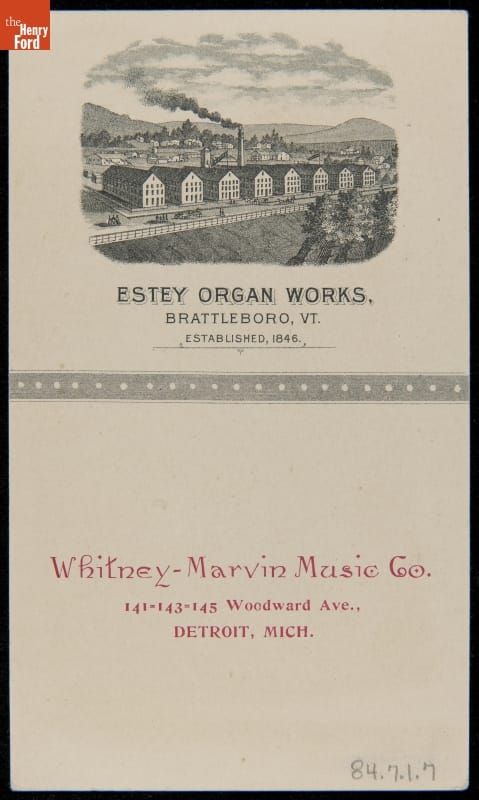 the
Henry
Ford
ESTEY ORGAN WORKS,
BRATTLEBORO, VT.
ESTABLISHED, 1846.
Whitney-Marvin Music Co.
141-143-145 Woodward Ave.,
DETROIT, MICH.
84.7.1.7